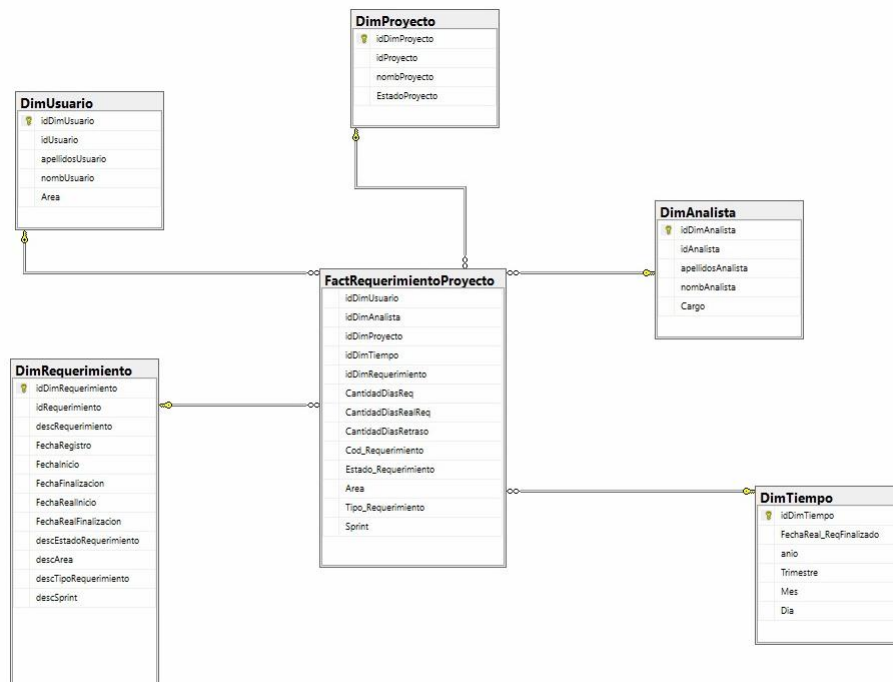 DimProyecto
idDimProyecto
idProyecto
nombProyecto
EstadoProyecto
DimUsuario
idDimUsuario
idUsuario
apellidosUsuario
nombUsuario
Area
DimAnalista
idDimAnalista
idAnalista
apellidosAnalista
nombAnalista
Cargo
FactRequerimientoProyecto
idDimUsuario
idDimAnalista
idDimProyecto
idDimTiempo
idDimRequerimiento
CantidadDiasReq
CantidadDiasRealReq
CantidadDiasRetraso
Cod_Requerimiento
Estado_Requerimiento
Area
Tipo_Requerimiento
Sprint
DimRequerimiento
idDimRequerimiento
idRequerimiento
descRequerimiento
FechaRegistro
FechaInicio
FechaFinalizacion
FechaRealInicio
FechaRealFinalizacion
descEstadoRequerimiento
descArea
descTipoRequerimiento
descSprint
DimTiempo
idDimTiempo
FechaReal_ReqFinalizado
anio
Trimestre
Mes
Dia